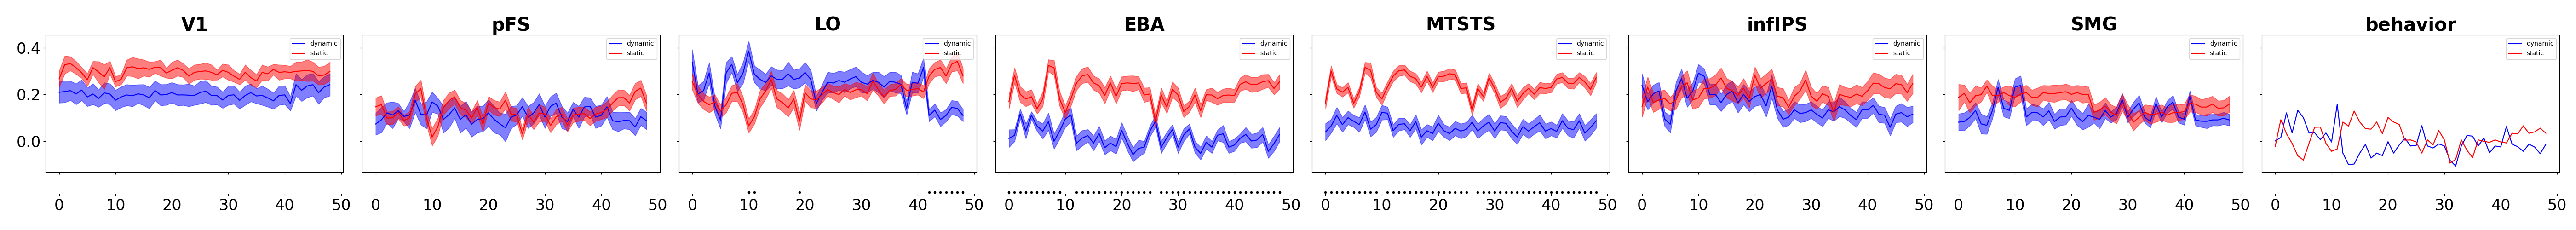 V1 pFS LO EBA MTSTS infIPS SMG behavior
dynamic dynamic dynamic dynamic dynamic dynamic dynamic dynamic
static static static static static static static static
0.4
0.2
0.0
0 10 20 30 40 50 0 10 20 30 40 50 0 10 20 30 40 50 0 10 20 30 40 50 0 10 20 30 40 50 0 10 20 30 40 50 0 10 20 30 40 50 0 10 20 30 40 50